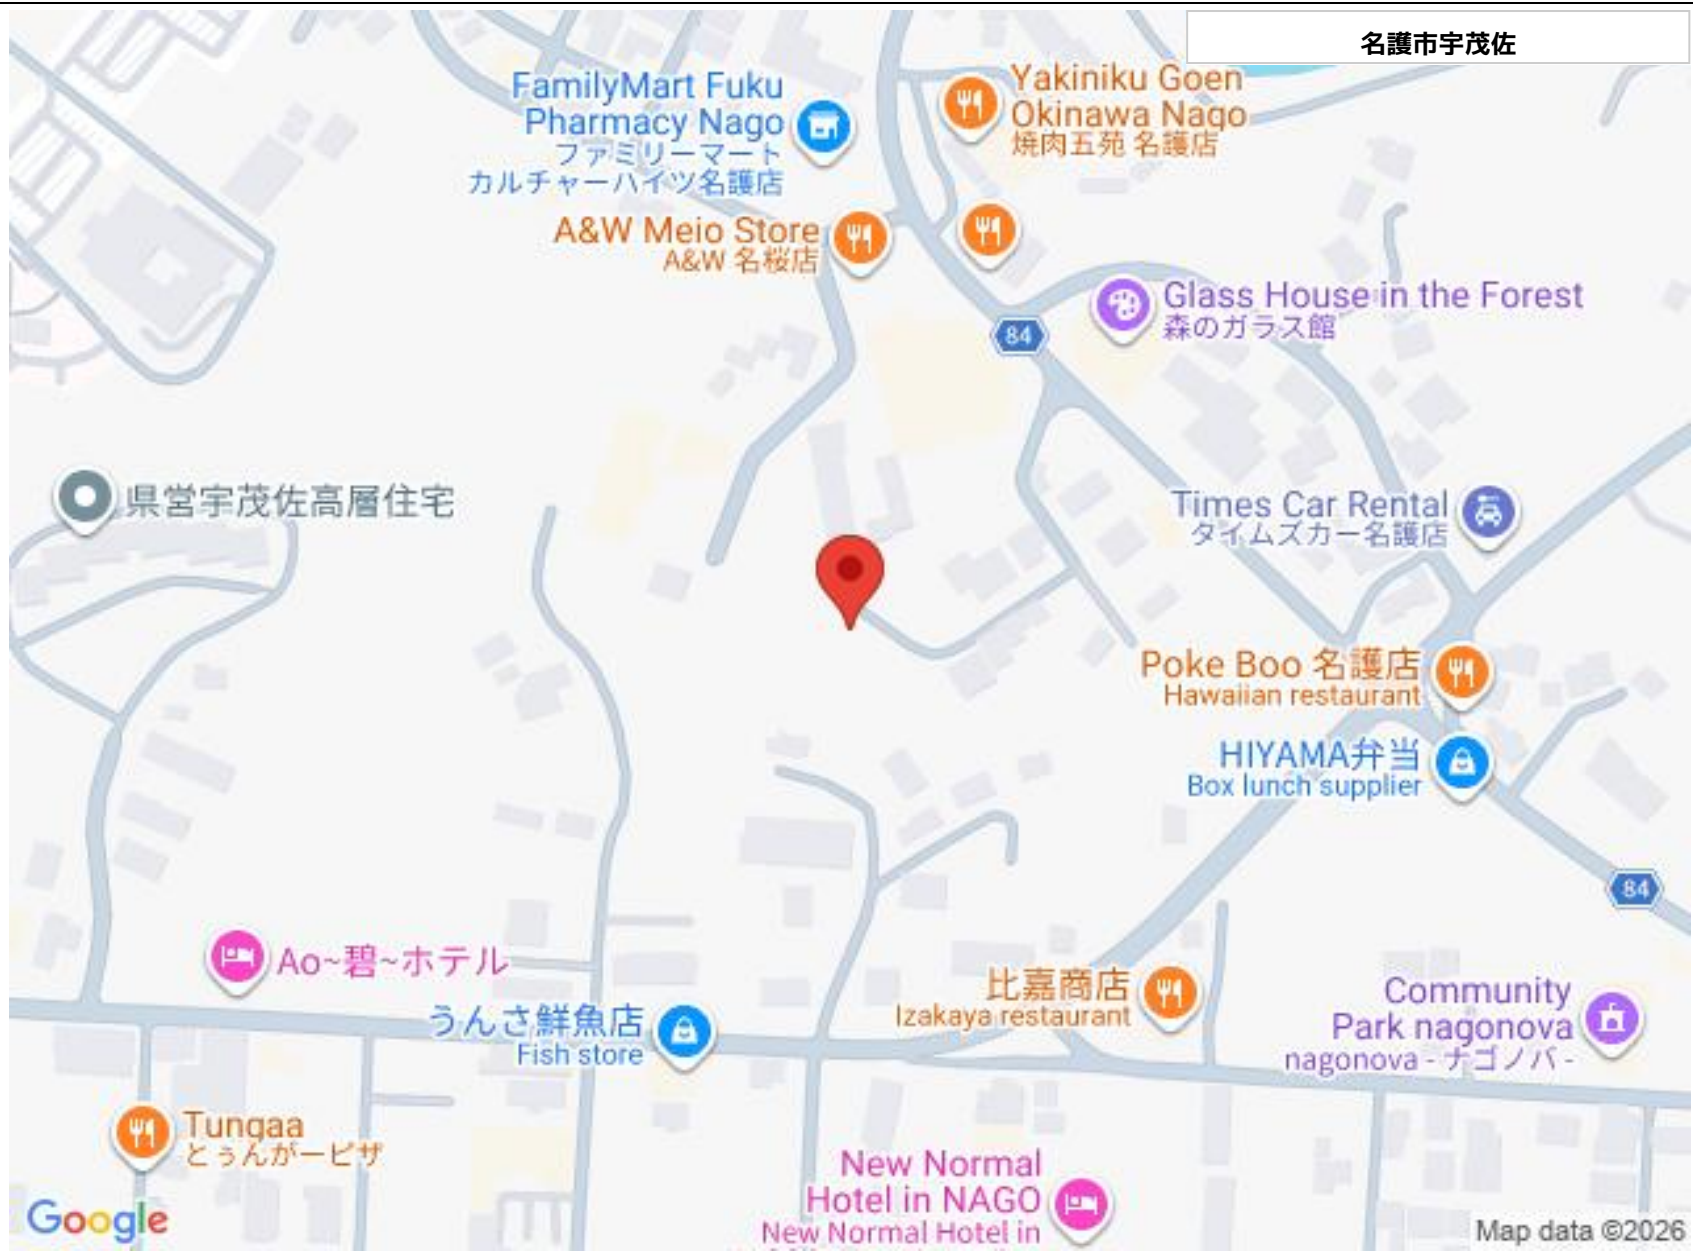 名護市宇茂佐
FamilyMart Fuku
Pharmacy Nago
ファミリーマート
カルチャーハイツ名護店
Yakiniku Goen
Okinawa Nago
焼肉五苑 名護店
A&W Meio Store
A&W 名桜店
84
Glass House in the Forest
森のガラス館
県営宇茂佐高層住宅
Times Car Rental
タイムズカー名護店
Poke Boo 名護店
Hawaiian restaurant
HIYAMA弁当
Box lunch supplier
84
Ao~碧~ホテル
うんさ鮮魚店
Fish store
比嘉商店
Izakaya restaurant
Community
Park nagonova
nagonova - ナゴノバ -
Tungaa
とぅんがーピザ
New Normal
Hotel in NAGO
New Normal Hotel in
Google
Map data ©2026